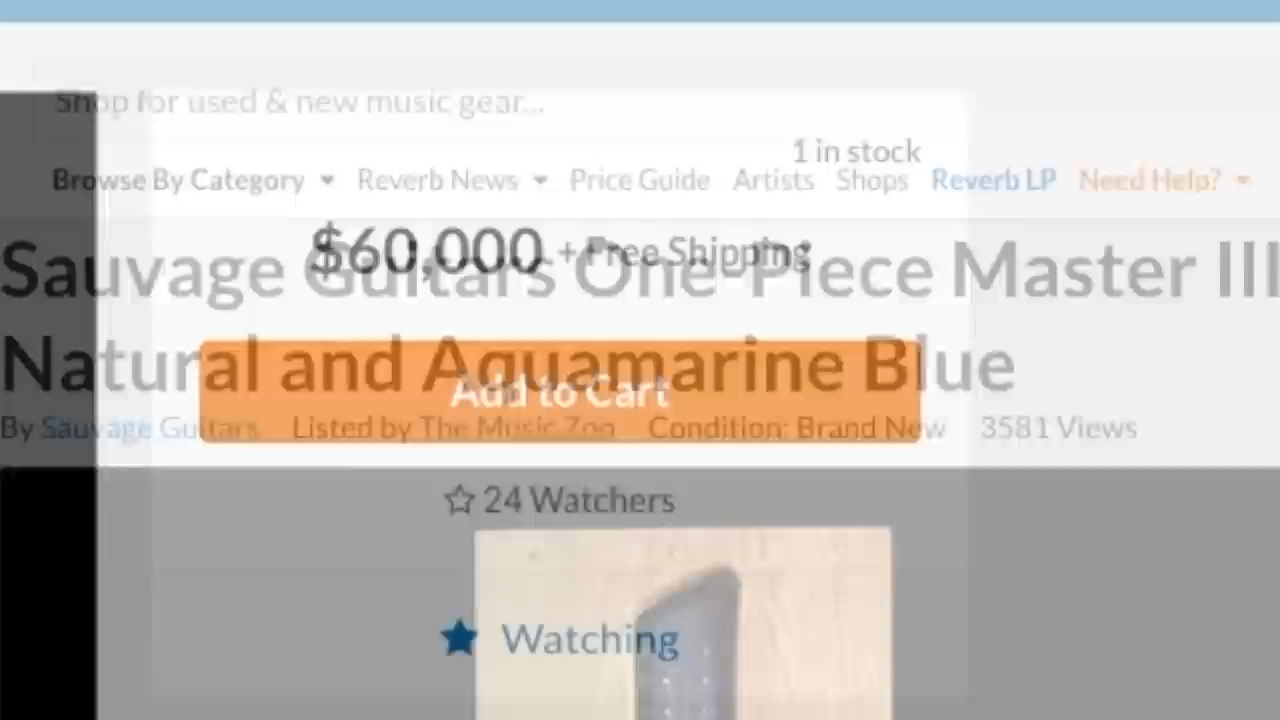 Shop for used & new music gear...
1 in stock
Browse By Category Reverb News Price Guide Artists Shops Reverb LP Need Help?
$60,000 + Free Shipping
Sauvage Guitars One-Piece Master III
Natural and Aquamarine Blue
Add to Cart
By Sauvage Guitars Listed by The Music Zoo Condition: Brand New 3581 Views
24 Watchers
Watching